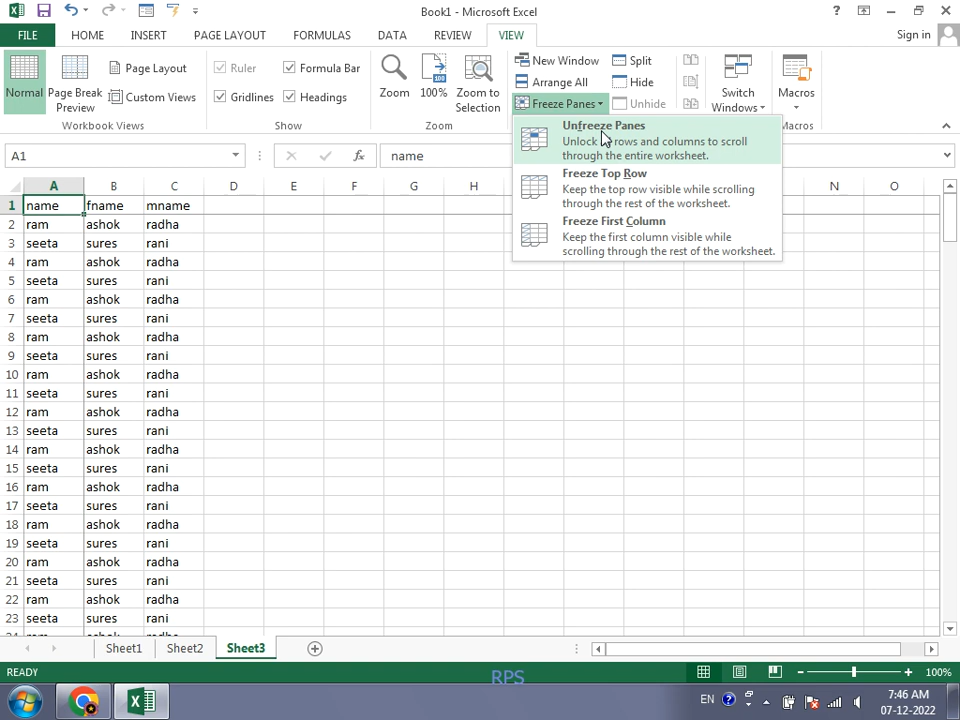 Book1 - Microsoft Excel
FILE HOME INSERT PAGE LAYOUT FORMULAS DATA REVIEW VIEW Sign in
Normal
Page Break Preview
Page Layout
Custom Views
Workbook Views
Ruler
Formula Bar
Gridlines
Headings
Show
Zoom
100%
Zoom to Selection
Zoom
New Window
Arrange All
Freeze Panes
Split
Hide
Unhide
Switch Windows
Macros
Macros
Unfreeze Panes
Unlock rows and columns to scroll
through the entire worksheet.
Freeze Top Row
Keep the top row visible while scrolling
through the rest of the worksheet.
Freeze First Column
Keep the first column visible while
scrolling through the rest of the worksheet.
A1 fx name
A B C D E F G H N O
1 name fname mname
2 ram ashok radha
3 seeta sures rani
4 ram ashok radha
5 seeta sures rani
6 ram ashok radha
7 seeta sures rani
8 ram ashok radha
9 seeta sures rani
10 ram ashok radha
11 seeta sures rani
12 ram ashok radha
13 seeta sures rani
14 ram ashok radha
15 seeta sures rani
16 ram ashok radha
17 seeta sures rani
18 ram ashok radha
19 seeta sures rani
20 ram ashok radha
21 seeta sures rani
22 ram ashok radha
23 seeta sures rani
Sheet1 Sheet2 Sheet3
READY 100%
RPS
EN 7:46 AM
07-12-2022